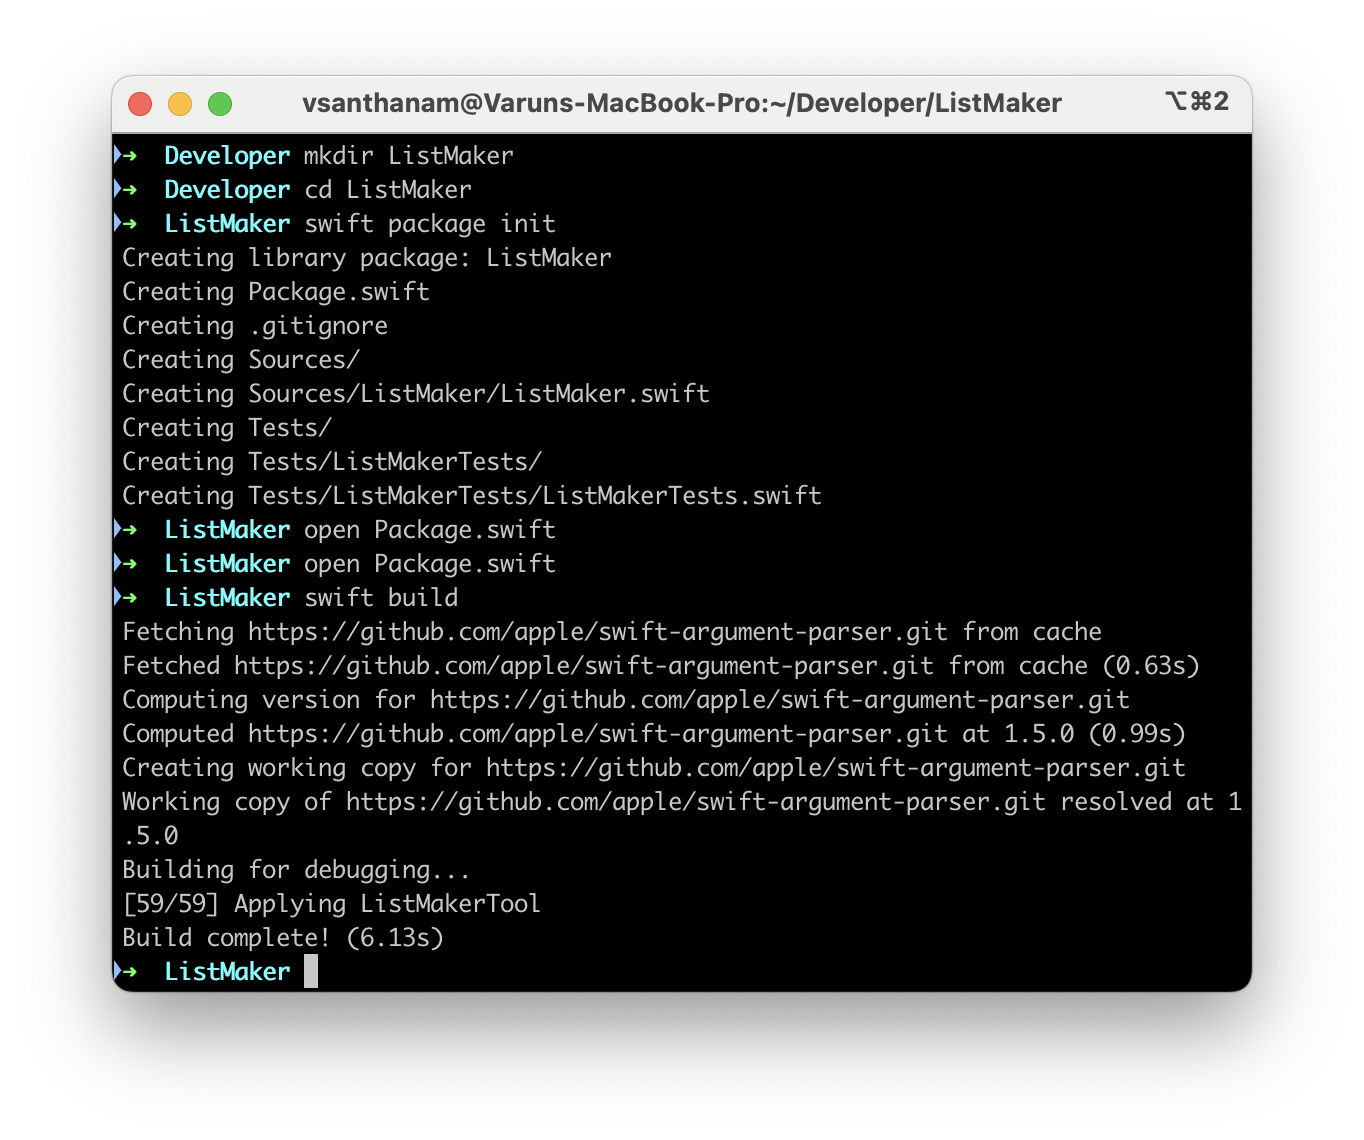 vsanthanam@Varuns-MacBook-Pro:~/Developer/ListMaker ⌥⌘2
➜ Developer mkdir ListMaker
➜ Developer cd ListMaker
➜ ListMaker swift package init
Creating library package: ListMaker
Creating Package.swift
Creating .gitignore
Creating Sources/
Creating Sources/ListMaker/ListMaker.swift
Creating Tests/
Creating Tests/ListMakerTests/
Creating Tests/ListMakerTests/ListMakerTests.swift
➜ ListMaker open Package.swift
➜ ListMaker open Package.swift
➜ ListMaker swift build
Fetching https://github.com/apple/swift-argument-parser.git from cache
Fetched https://github.com/apple/swift-argument-parser.git from cache (0.63s)
Computing version for https://github.com/apple/swift-argument-parser.git
Computed https://github.com/apple/swift-argument-parser.git at 1.5.0 (0.99s)
Creating working copy for https://github.com/apple/swift-argument-parser.git
Working copy of https://github.com/apple/swift-argument-parser.git resolved at 1
.5.0
Building for debugging...
[59/59] Applying ListMakerTool
Build complete! (6.13s)
➜ ListMaker